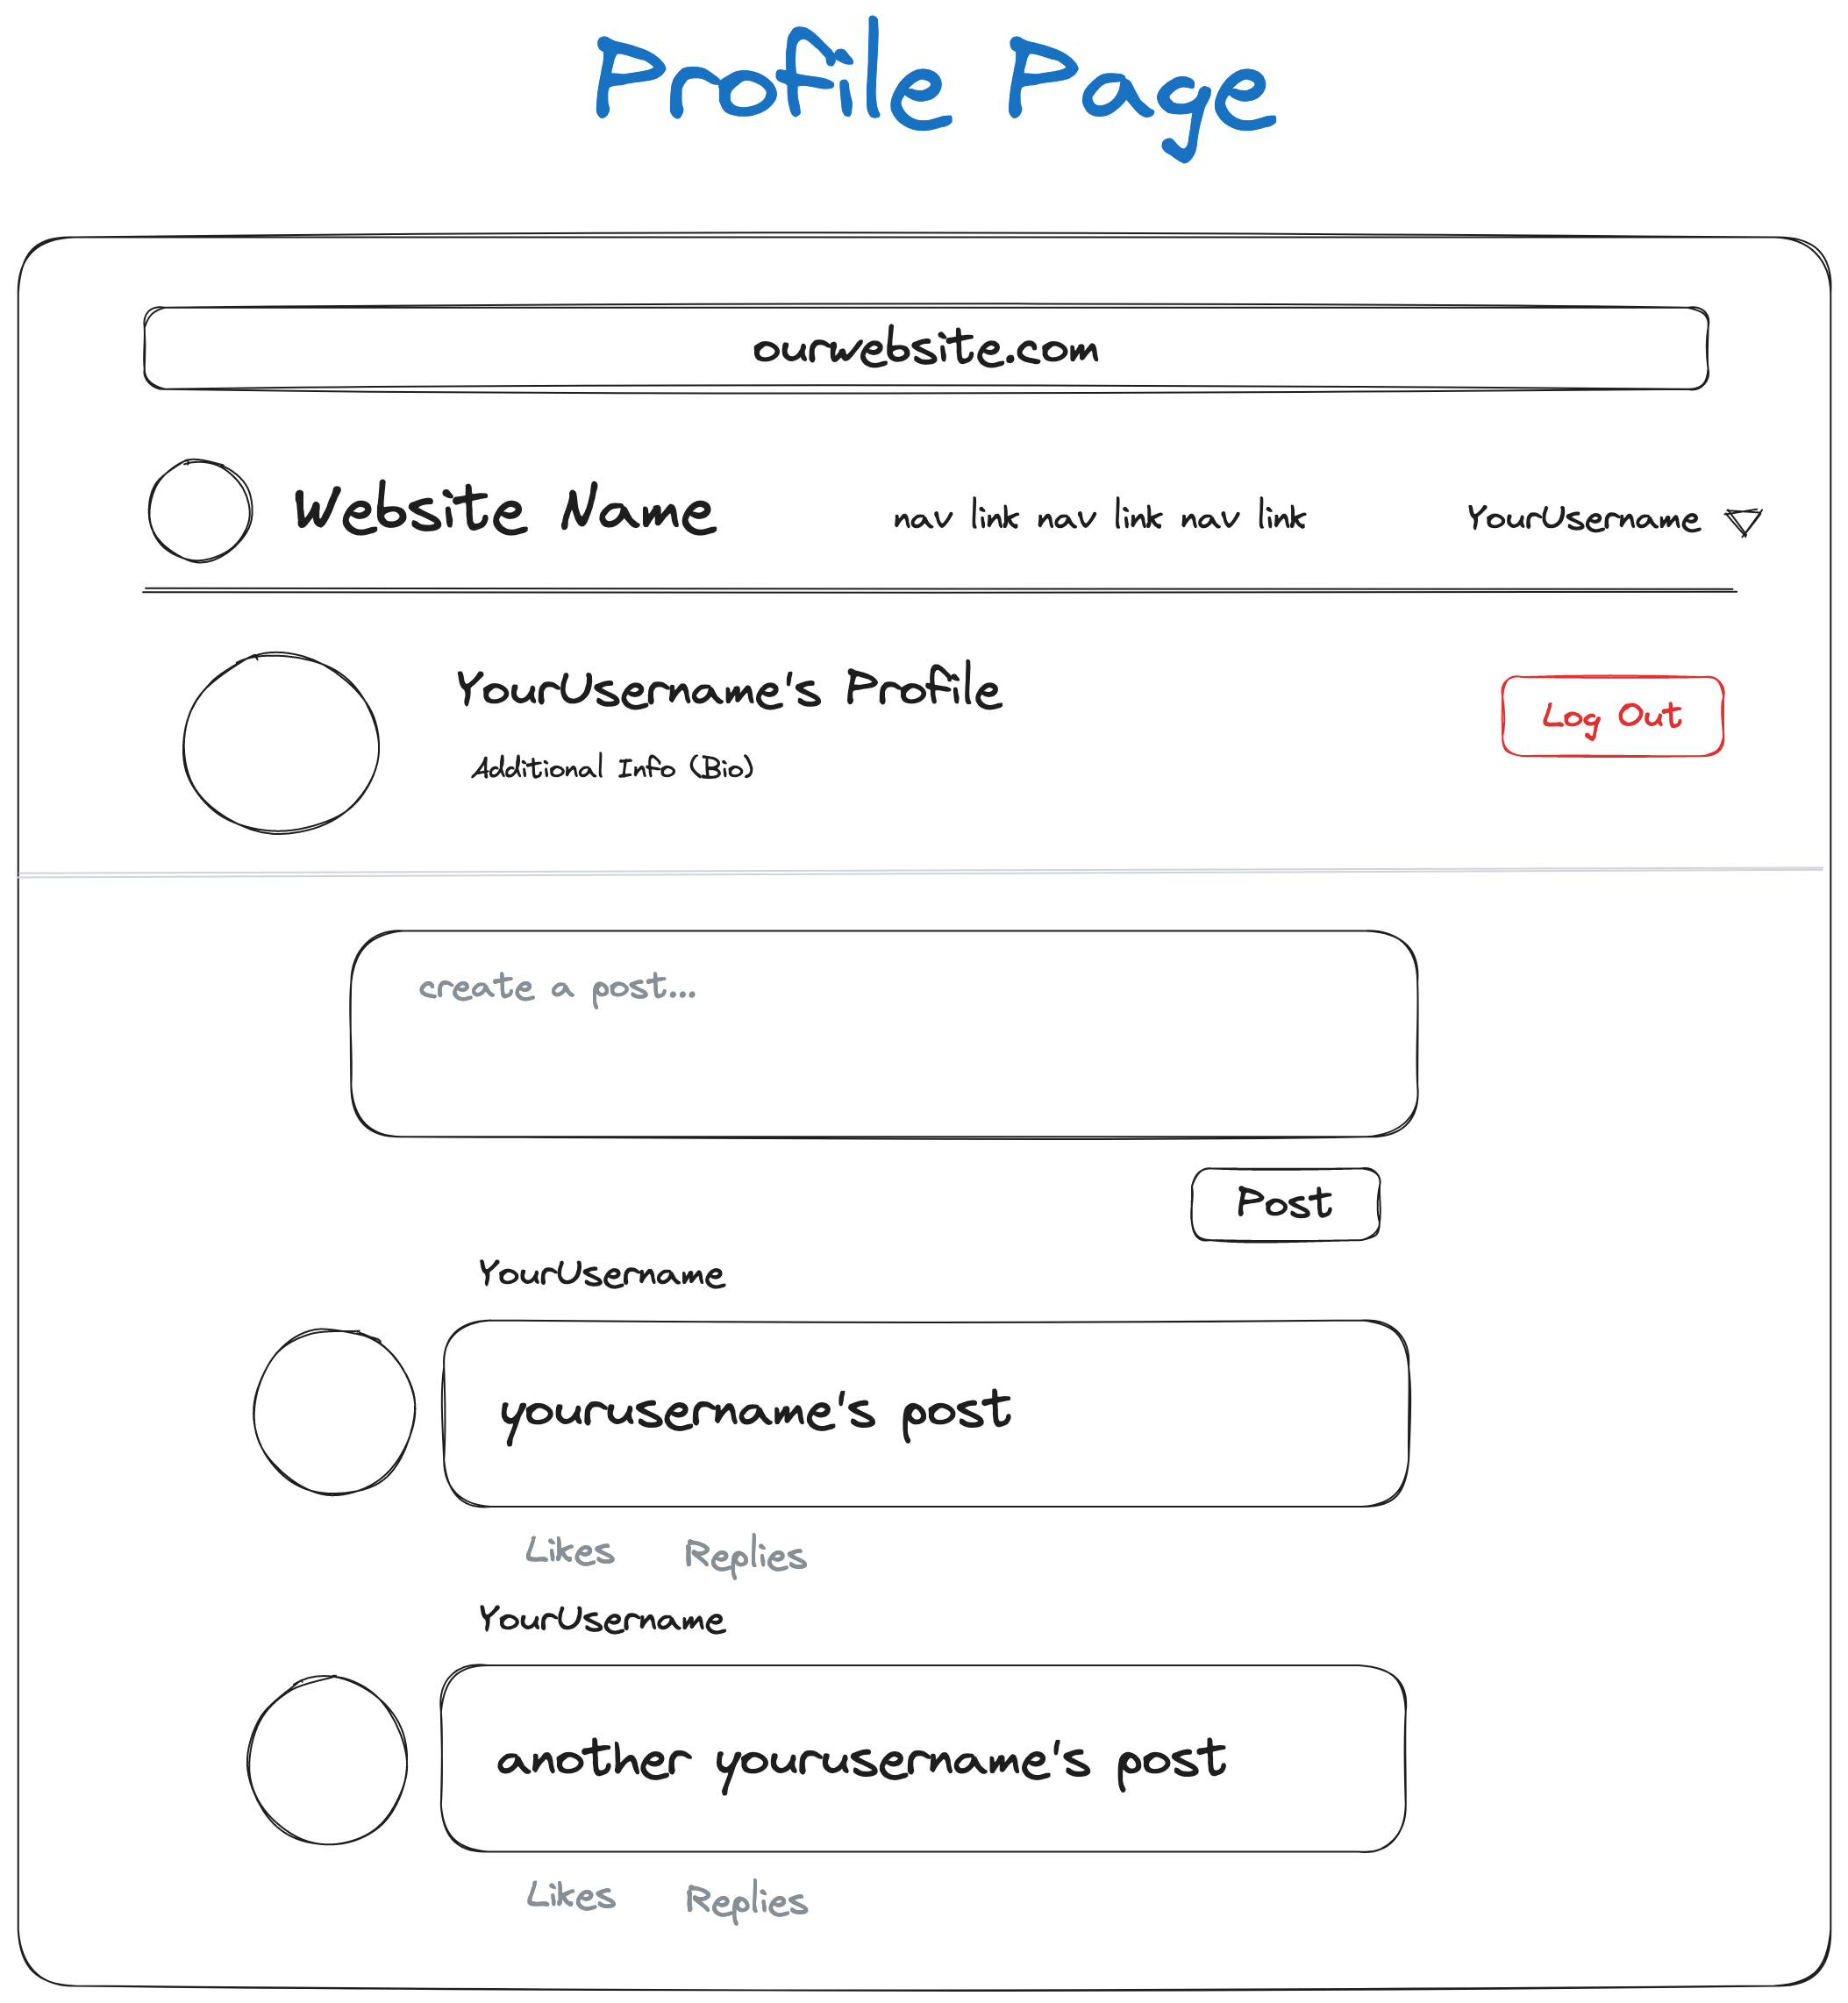 Profile Page
ourwebsite.com
Website Name
nav link nav link nav link
YourUsername
YourUsername's Profile
Log Out
Additional Info (Bio)
create a post...
Post
YourUsername
yourusername's post
Likes Replies
YourUsername
another yourusername's post
Likes Replies